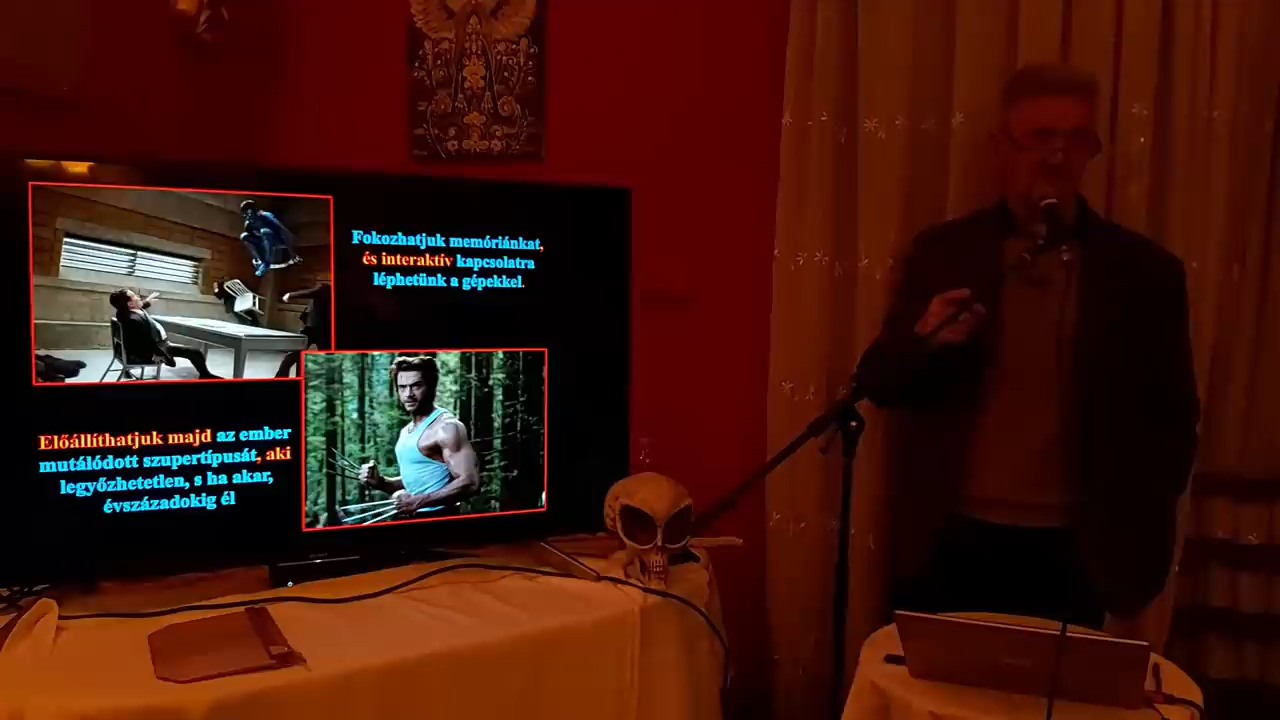 Fokozhatjuk memóriánkat,
és interaktív kapcsolatra
léphetünk a gépekkel.
Előállíthatjuk majd az ember
mutálódott szupertípusát, aki
legyőzhetetlen, s ha akar,
évszázadokig él